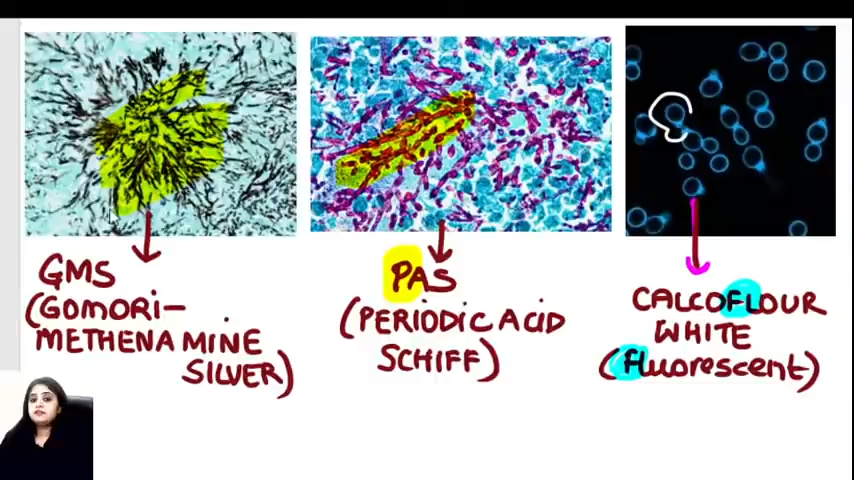 GMS
(GOMORI-
METHENAMINE
SILVER)
PAS
(PERIODIC ACID
SCHIFF)
CALCOFLOUR
WHITE
(fluorescent)